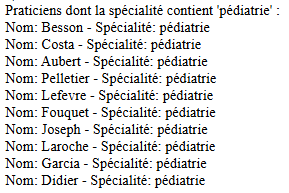 Praticiens dont la spécialité contient 'pédiatrie' :
Nom: Besson - Spécialité: pédiatrie
Nom: Costa - Spécialité: pédiatrie
Nom: Aubert - Spécialité: pédiatrie
Nom: Pelletier - Spécialité: pédiatrie
Nom: Lefevre - Spécialité: pédiatrie
Nom: Fouquet - Spécialité: pédiatrie
Nom: Joseph - Spécialité: pédiatrie
Nom: Laroche - Spécialité: pédiatrie
Nom: Garcia - Spécialité: pédiatrie
Nom: Didier - Spécialité: pédiatrie